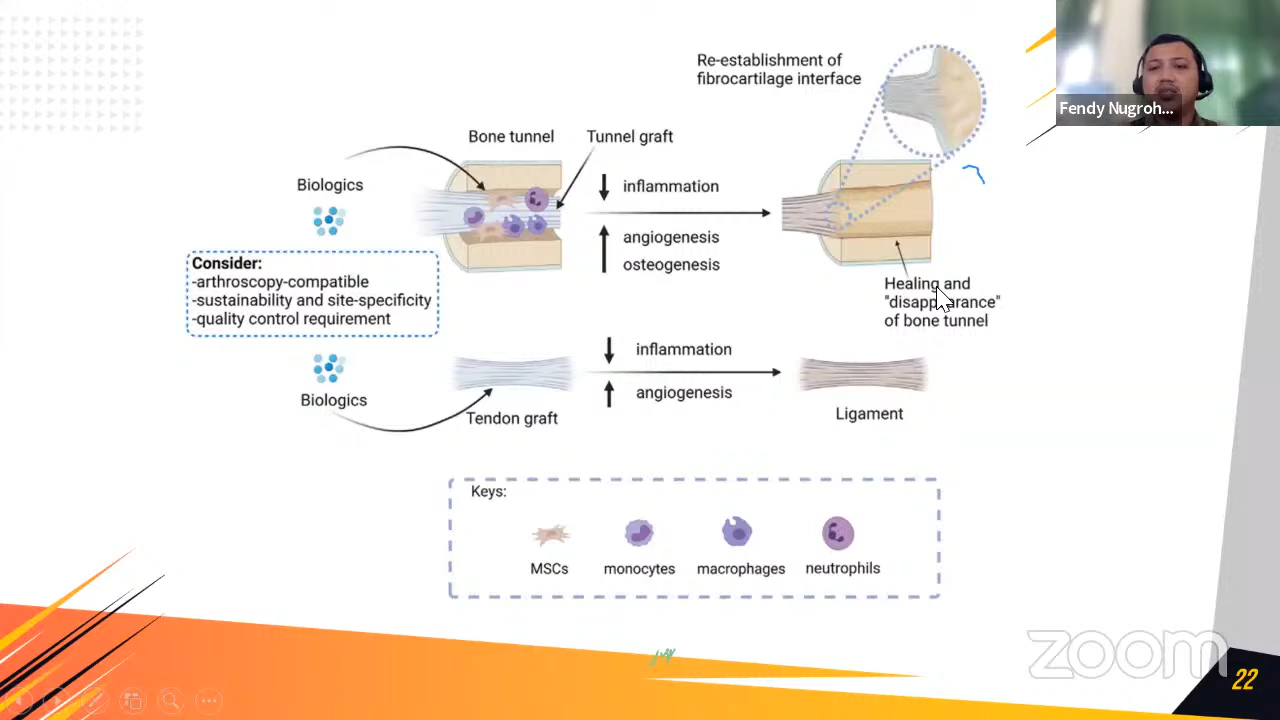 Re-establishment of
fibrocartilage interface
Fendy Nugroh...
Bone tunnel
Tunnel graft
Biologics
inflammation
angiogenesis
osteogenesis
Consider:
-arthroscopy-compatible
-sustainability and site-specificity
-quality control requirement
Healing and
"disappearance"
of bone tunnel
inflammation
angiogenesis
Biologics
Tendon graft
Ligament
Keys:
MSCs
monocytes
macrophages
neutrophils
zoom
22